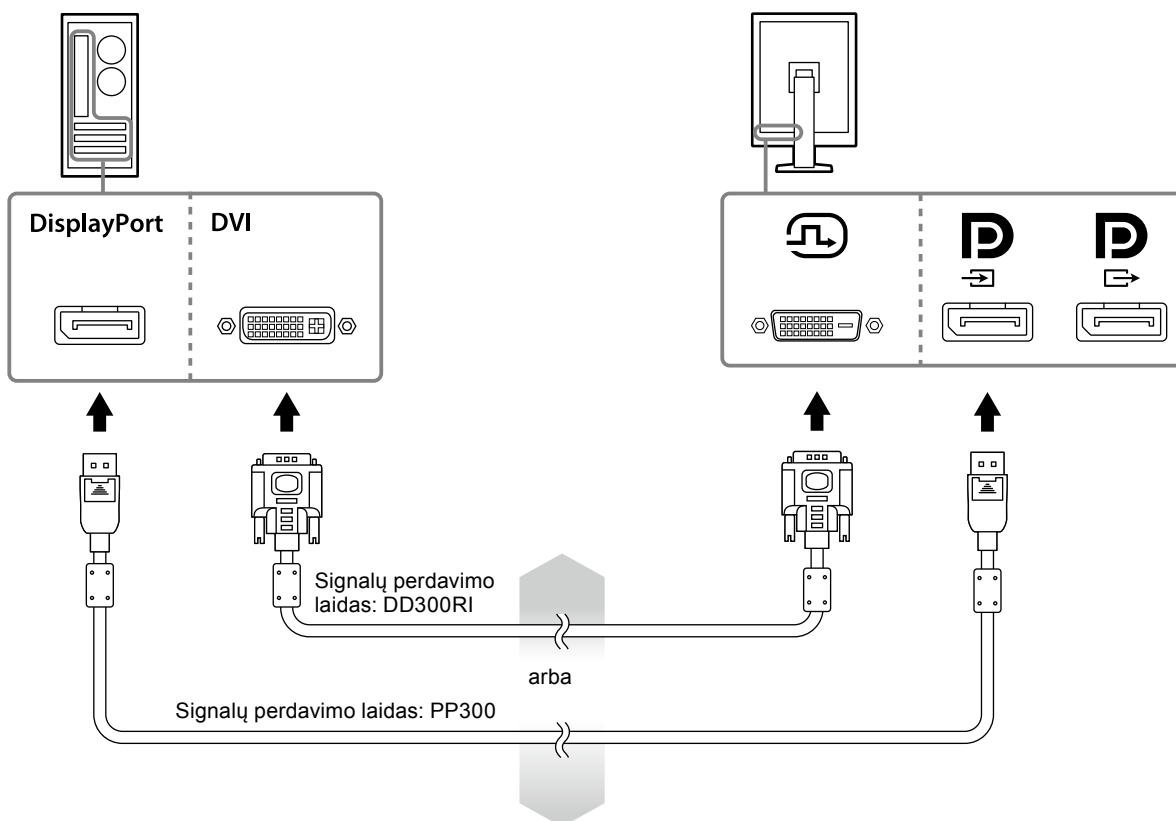 DisplayPort
DVI
Signalų perdavimo
laidas: DD300RI
arba
Signalų perdavimo laidas: PP300